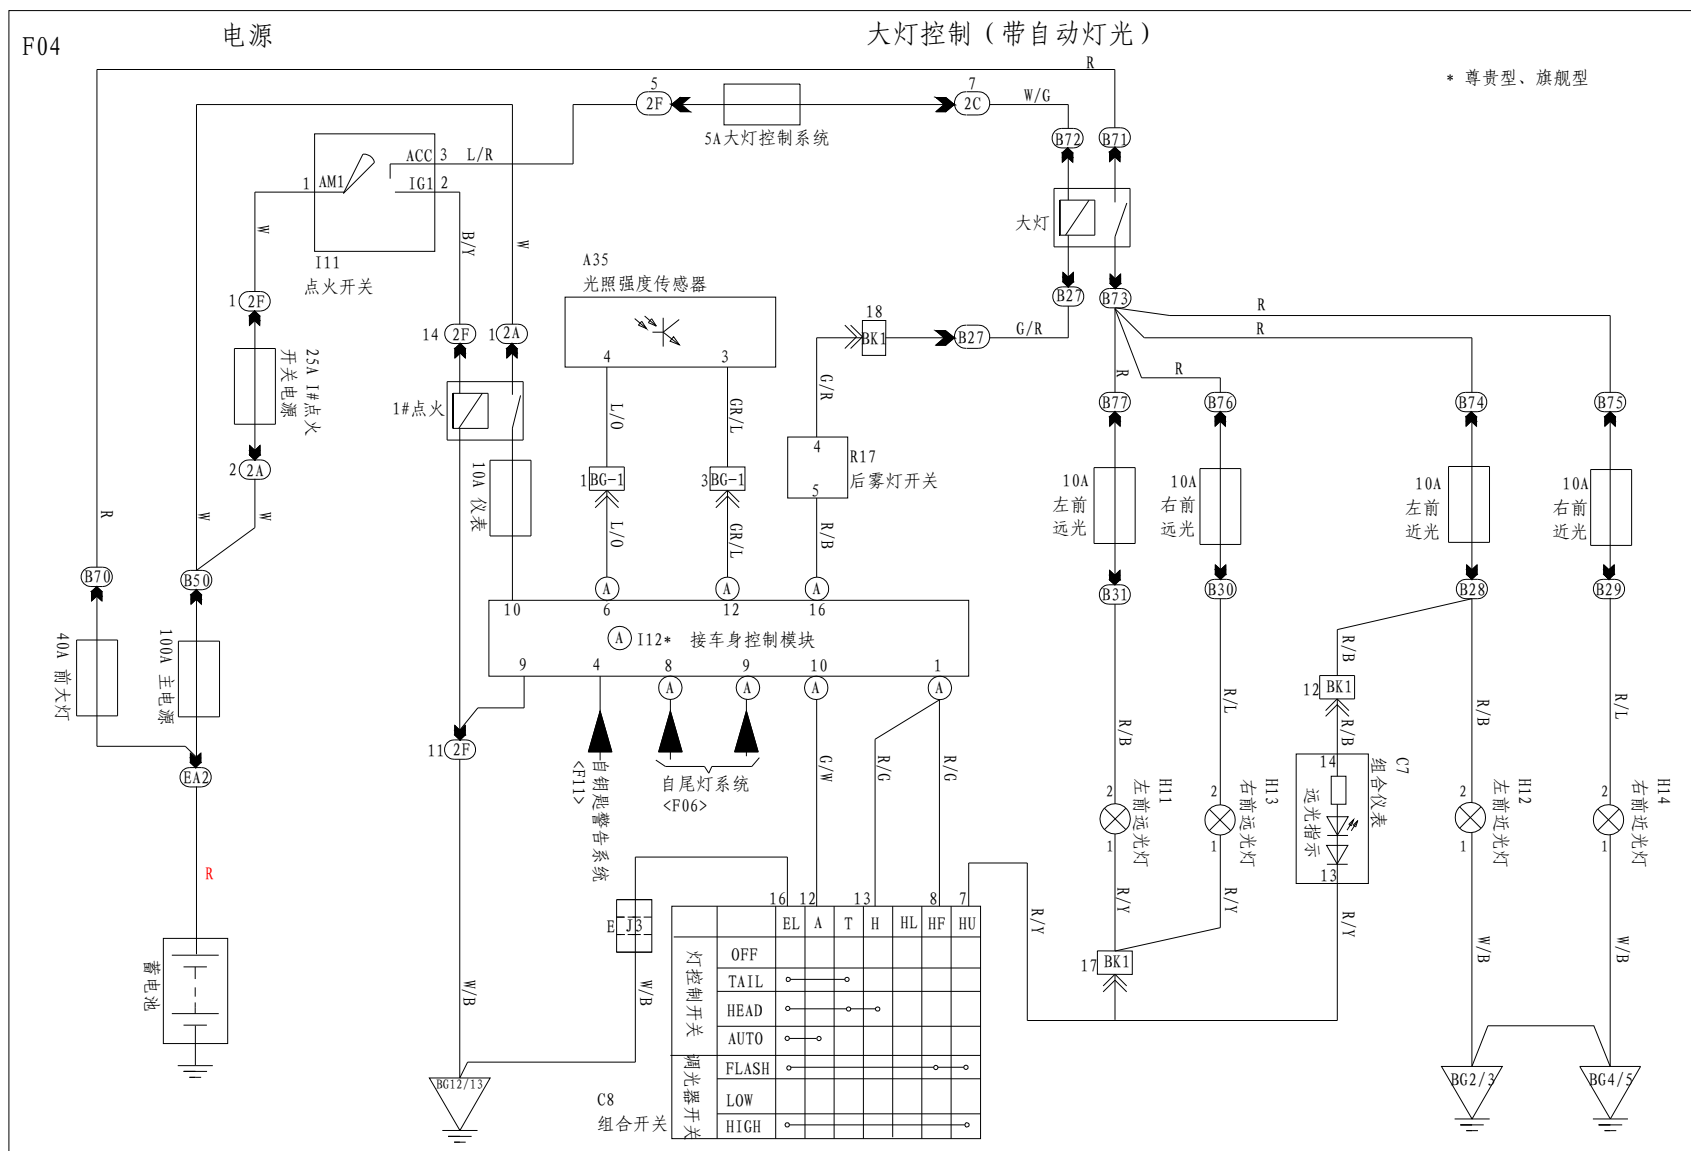 F04
电源
大灯控制（带自动灯光）
* 尊贵型、旗舰型
R
5
2F
7
2C
W/G
5A大灯控制系统
B72
B71
ACC 3
L/R
1
AM1
IG1 2
W
B/Y
W
大灯
I11
点火开关
A35
光照强度传感器
1
2F
B27
B73
R
R
18
BK1
B27
G/R
14
2F
1
2A
4
3
25A I#点火
开关电源
G/R
R
R
1#点火
L/O
GR/L
B77
B76
B74
B75
4
R17
后雾灯开关
5
2
2A
10A 仪表
1
BG-1
3
BG-1
10A
左前
远光
10A
右前
远光
10A
左前
近光
10A
右前
近光
R
W
W
L/O
GR/L
R/B
B70
B50
A
A
A
B31
B30
B28
B29
10
6
12
16
A
I12*
接车身控制模块
40A 前大灯
100A 主电源
9
4
8
9
10
1
A
A
A
A
R/B
12
BK1
R/B
R/L
R/B
R/B
R/L
11
2F
EA2
自钥匙警告系统
<F11>
自尾灯系统
<F06>
G/W
R/G
R/G
14
C7
组合仪表
远光指示
13
2
H11
左前远光灯
1
2
H13
右前远光灯
1
2
H12
左前近光灯
1
2
H14
右前近光灯
1
R
R/Y
R/Y
R/Y
R/Y
E
J3
16
12
13
8
7
EL
A
T
H
HL
HF
HU
灯控制开关
OFF
TAIL
HEAD
AUTO
调光器开关
FLASH
LOW
HIGH
17
BK1
W/B
W/B
W/B
W/B
蓄电池
BG12/13
C8
组合开关
BG2/3
BG4/5